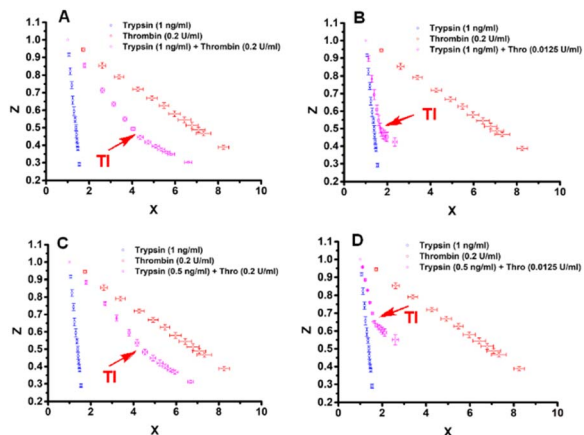 A
Trypsin (1 ng/ml)
Thrombin (0.2 U/ml)
Trypsin (1 ng/ml) + Thrombin (0.2 U/ml)
Z
1.1
1.0
0.9
0.8
0.7
0.6
0.5
0.4
0.3
0.2
TI
0 2 4 6 8 10
X
B
Trypsin (1 ng/ml)
Thrombin (0.2 U/ml)
Trypsin (1 ng/ml) + Thro (0.0125 U/ml)
Z
1.1
1.0
0.9
0.8
0.7
0.6
0.5
0.4
0.3
0.2
TI
0 2 4 6 8 10
X
C
Trypsin (1 ng/ml)
Thrombin (0.2 U/ml)
Trypsin (0.5 ng/ml) + Thro (0.2 U/ml)
Z
1.1
1.0
0.9
0.8
0.7
0.6
0.5
0.4
0.3
0.2
TI
0 2 4 6 8 10
X
D
Trypsin (1 ng/ml)
Thrombin (0.2 U/ml)
Trypsin (0.5 ng/ml) + Thro (0.0125 U/ml)
Z
1.1
1.0
0.9
0.8
0.7
0.6
0.5
0.4
0.3
0.2
TI
0 2 4 6 8 10
X